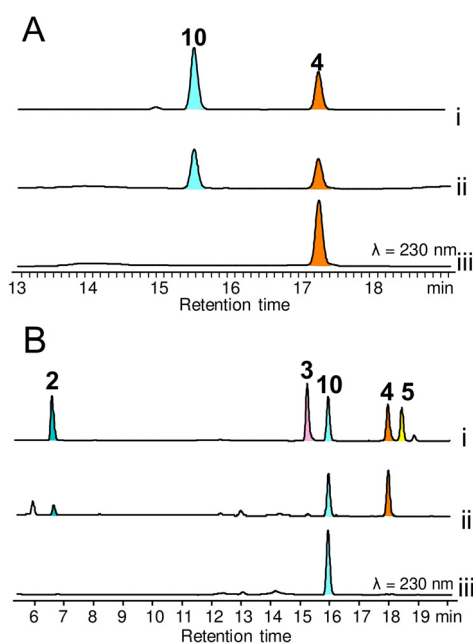 A
10
4
i
ii
λ = 230 nm
iii
13 14 15 16 17 18 min
Retention time
B
2 3 10 4 5
i
ii
λ = 230 nm
iii
6 7 8 9 10 11 12 13 14 15 16 17 18 19 min
Retention time